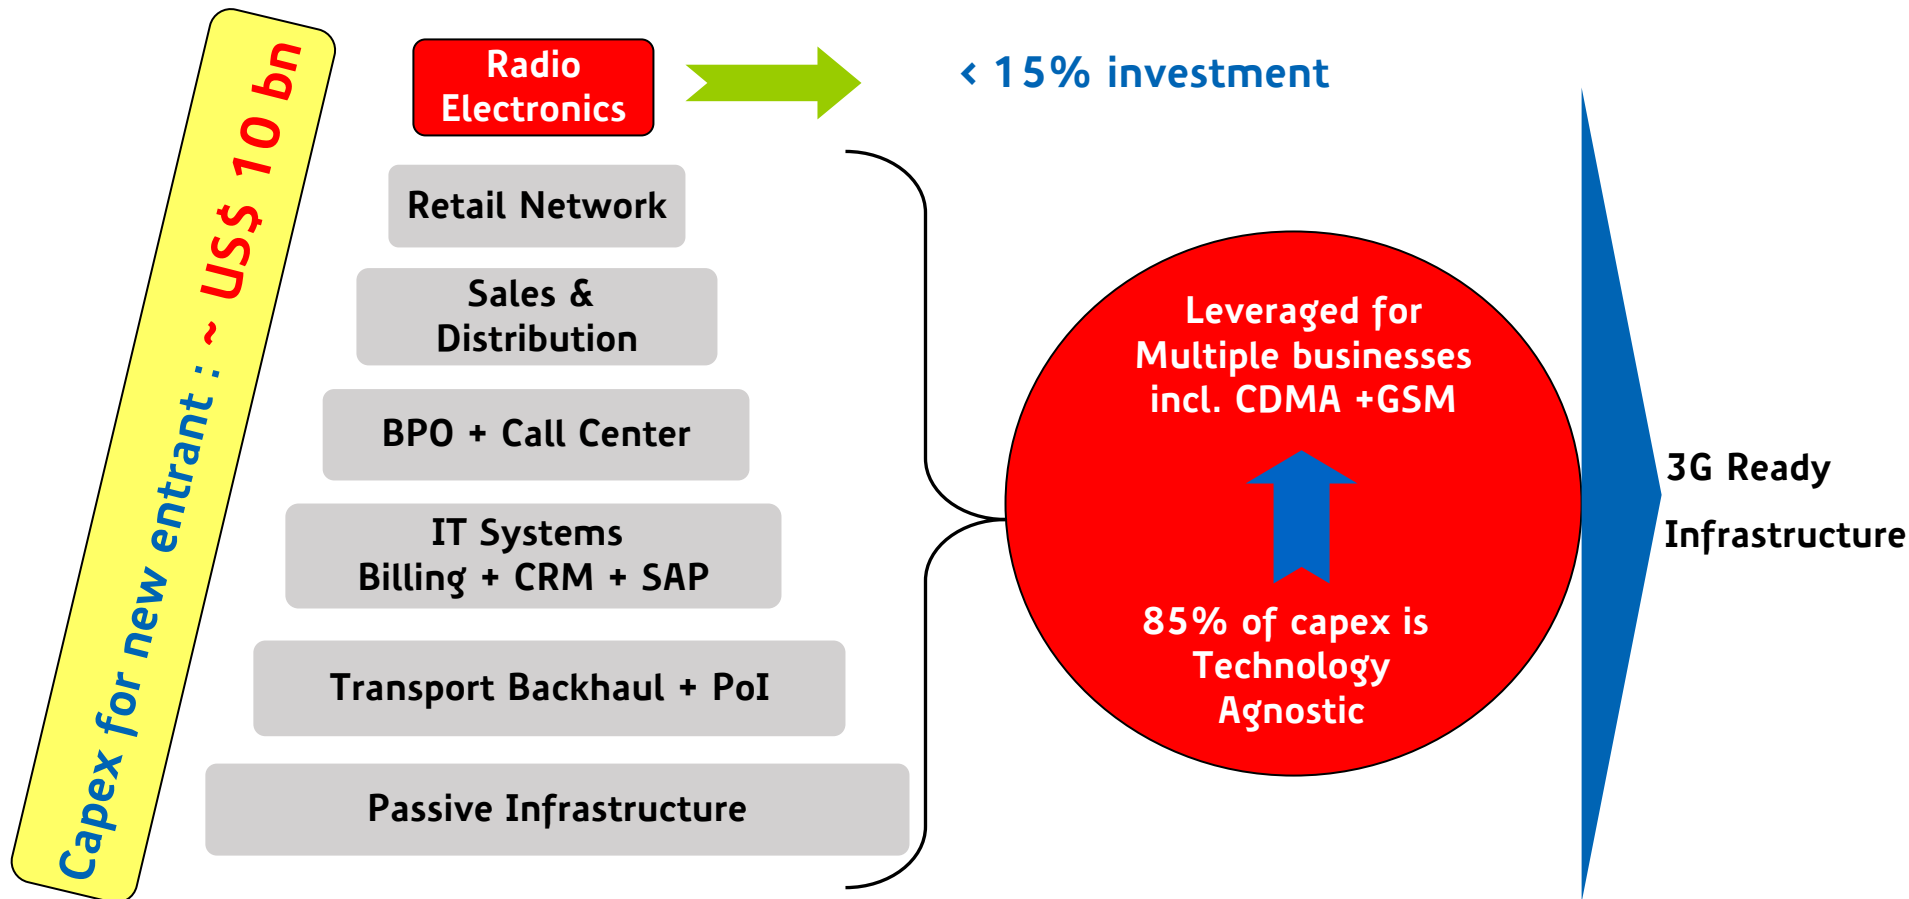 Capex for new entrant : ~ US$ 10 bn
Radio
Electronics
< 15% investment
Retail Network
Sales &
Distribution
BPO + Call Center
IT Systems
Billing + CRM + SAP
Transport Backhaul + PoI
Passive Infrastructure
Leveraged for
Multiple businesses
incl. CDMA +GSM
85% of capex is
Technology
Agnostic
3G Ready
Infrastructure